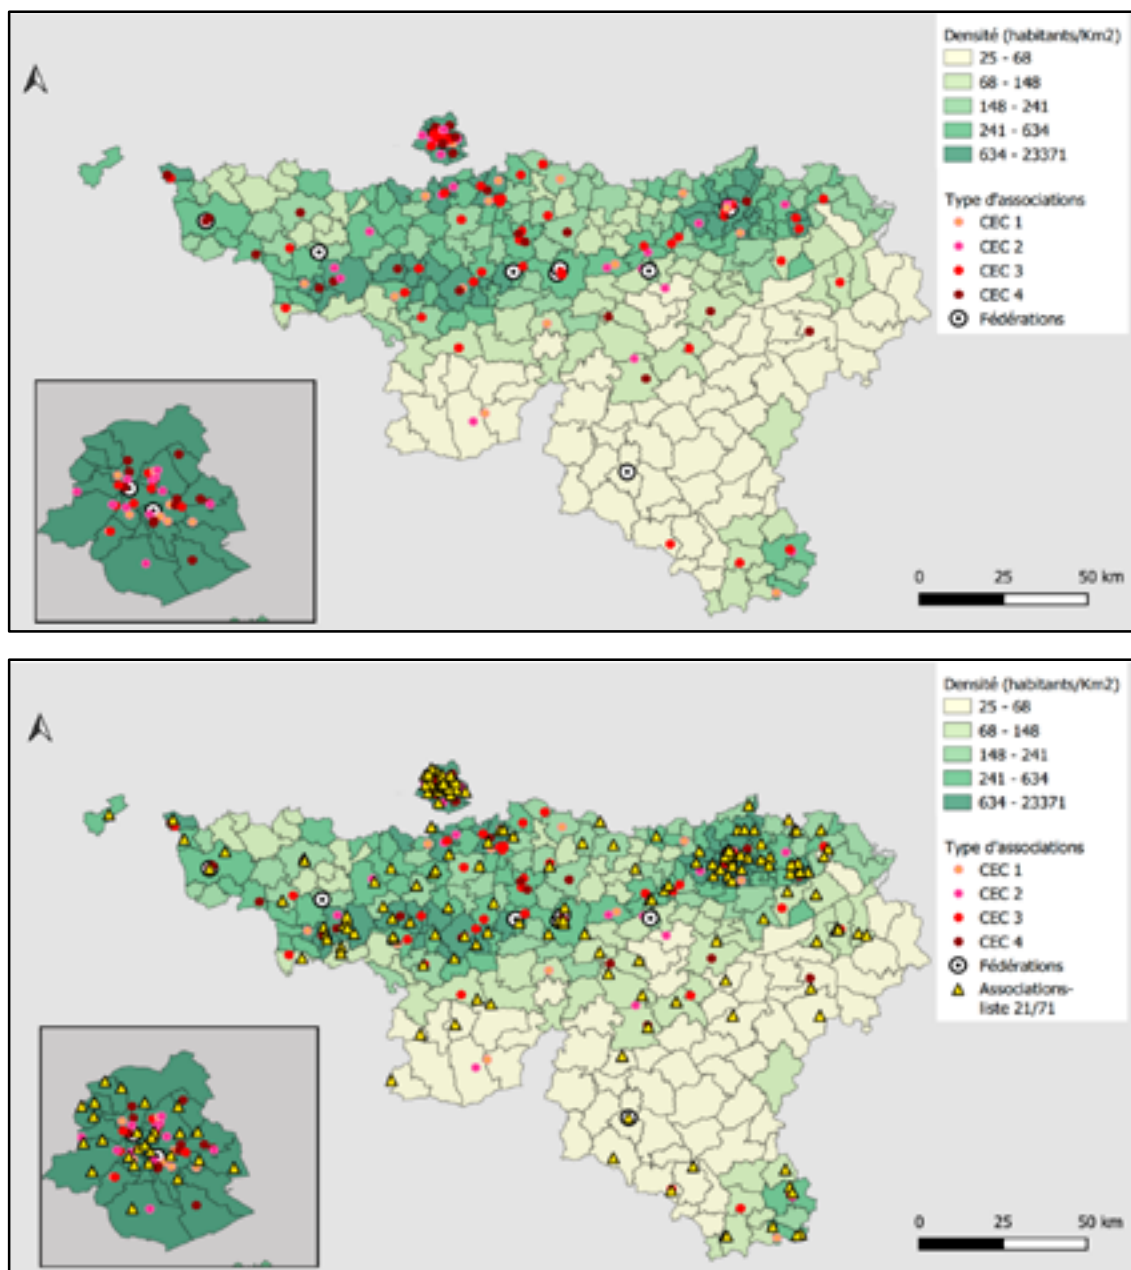 Densité (habitants/Km2)
25 - 68
68 - 148
148 - 241
241 - 634
634 - 23371
Type d'associations
CEC 1
CEC 2
CEC 3
CEC 4
Fédérations
0 25 50 km
Densité (habitants/Km2)
25 - 68
68 - 148
148 - 241
241 - 634
634 - 23371
Type d'associations
CEC 1
CEC 2
CEC 3
CEC 4
Fédérations
Associations-
liste 21/71
0 25 50 km